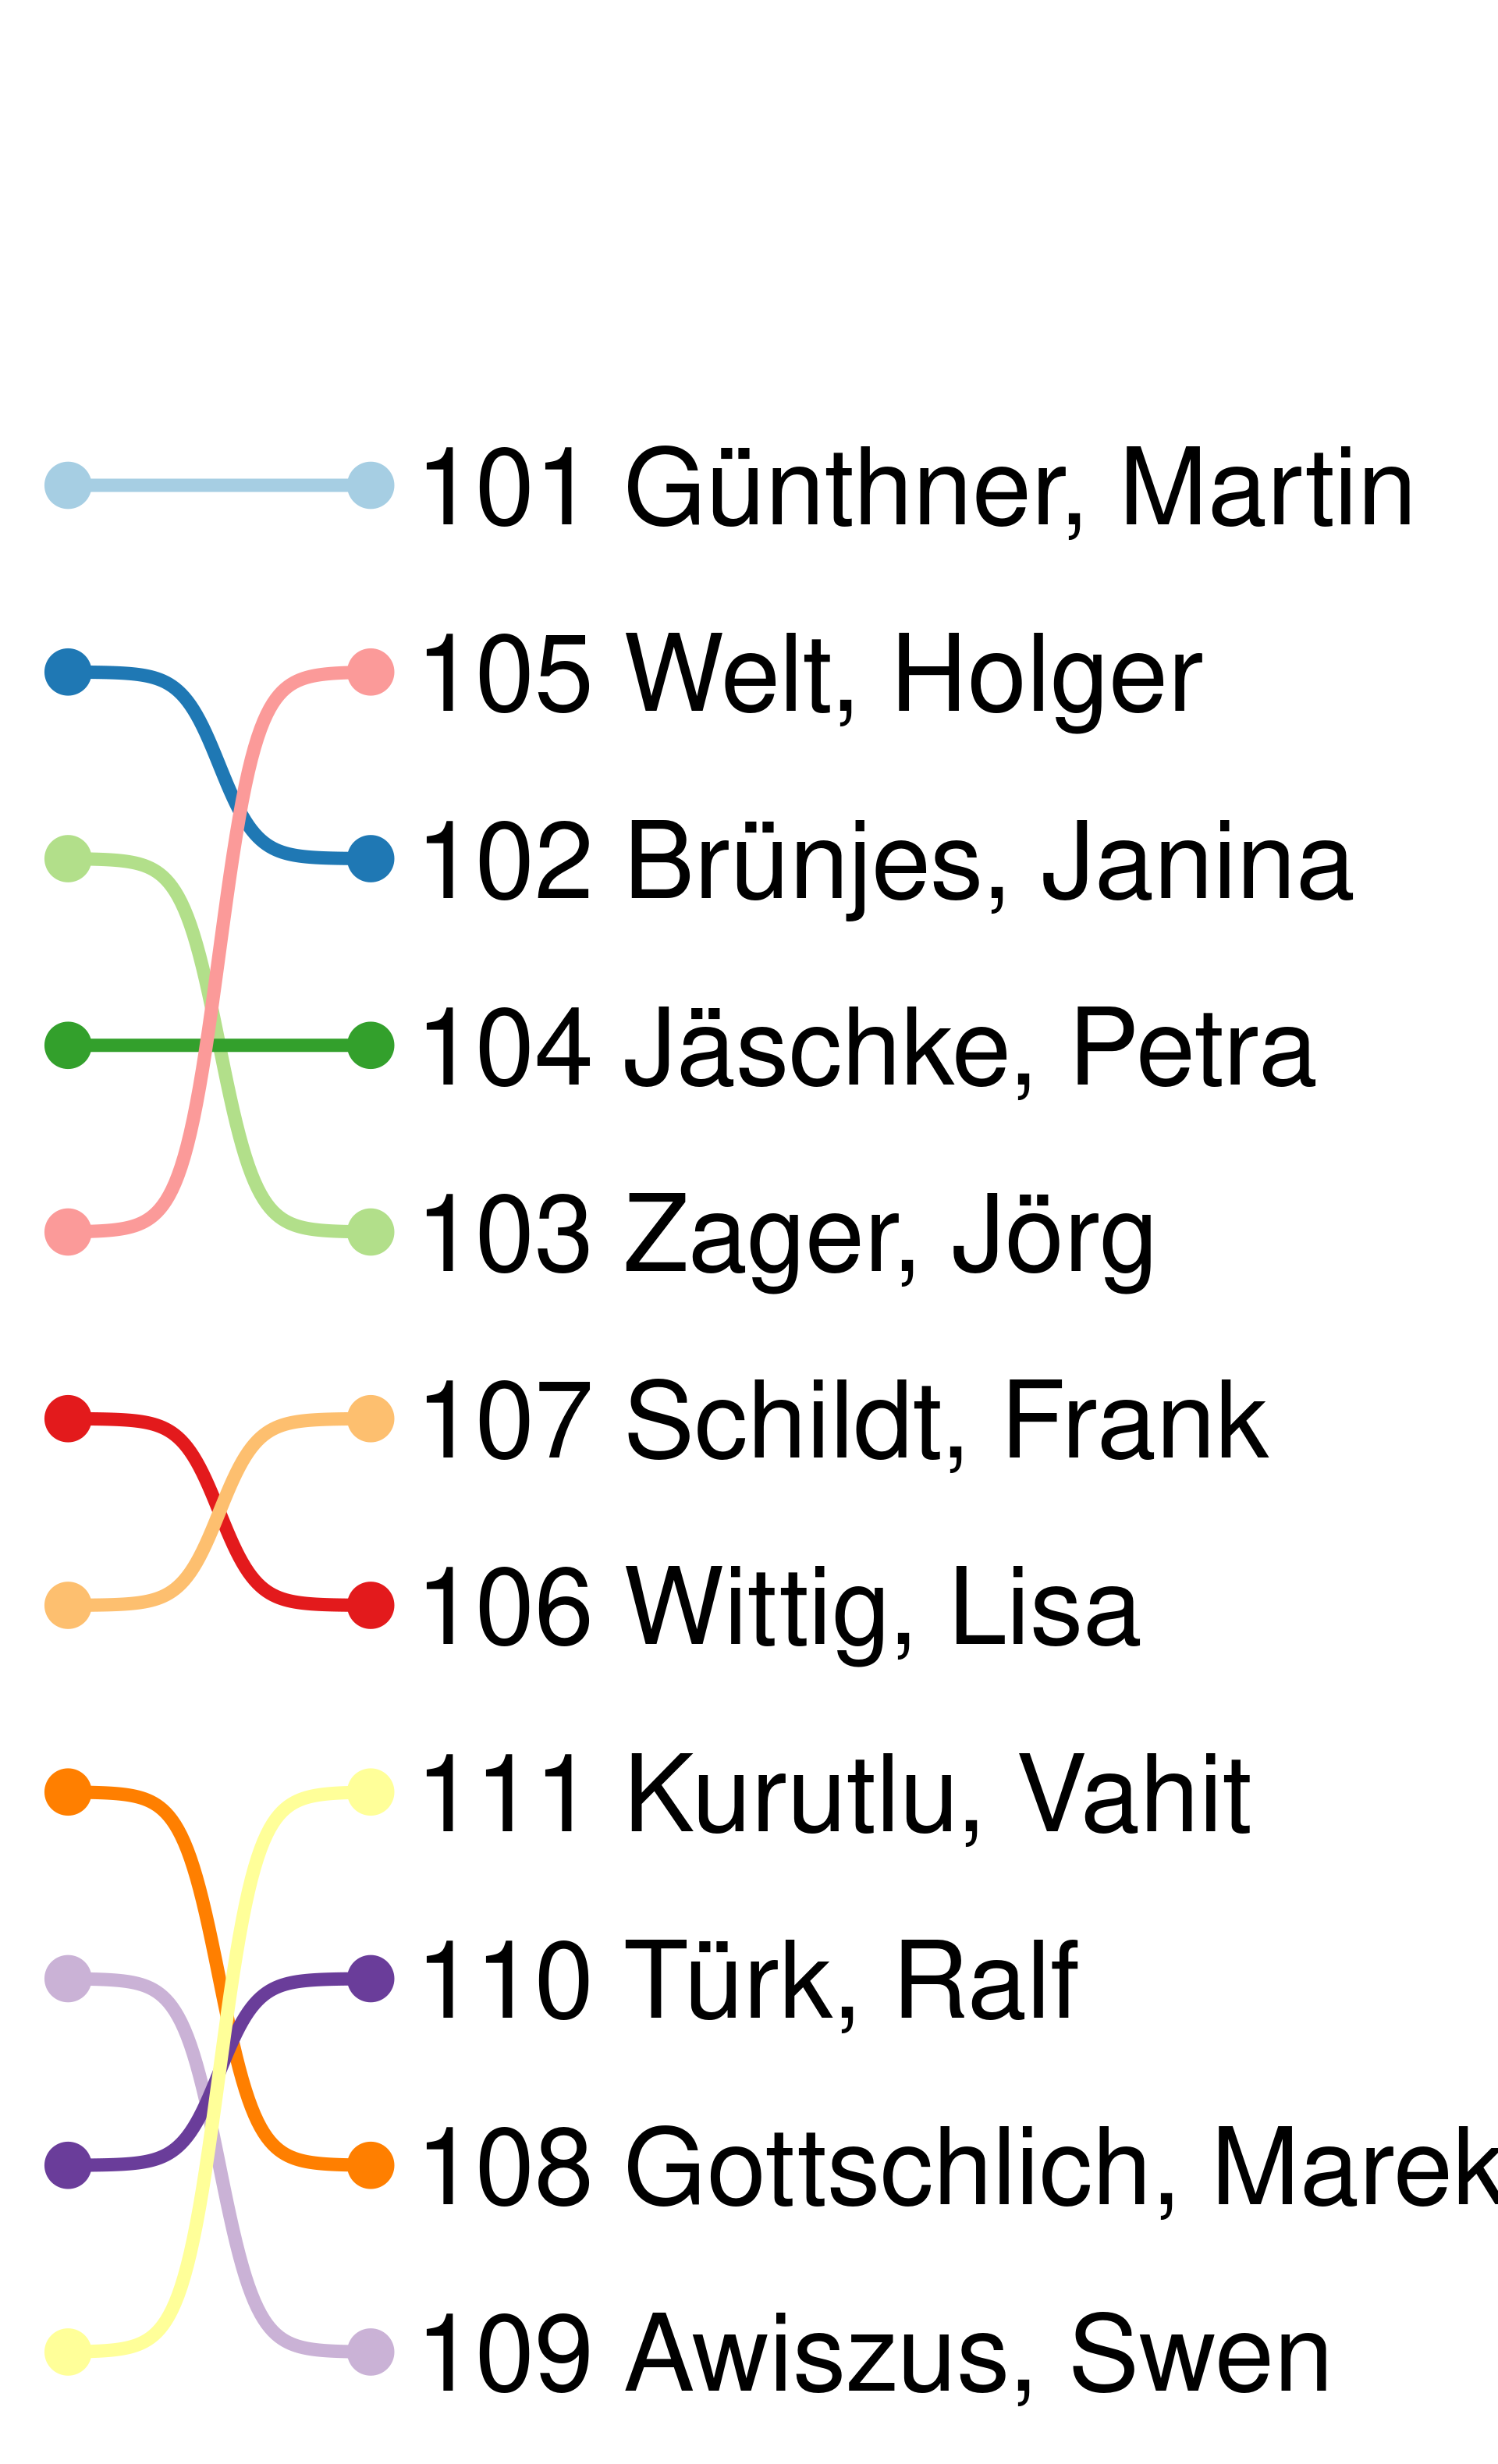 101 Günthner, Martin
105 Welt, Holger
102 Brünjes, Janina
104 Jäschke, Petra
103 Zager, Jörg
107 Schildt, Frank
106 Wittig, Lisa
111 Kurutlu, Vahit
110 Türk, Ralf
108 Gottschlich, Marek
109 Awiszus, Swen